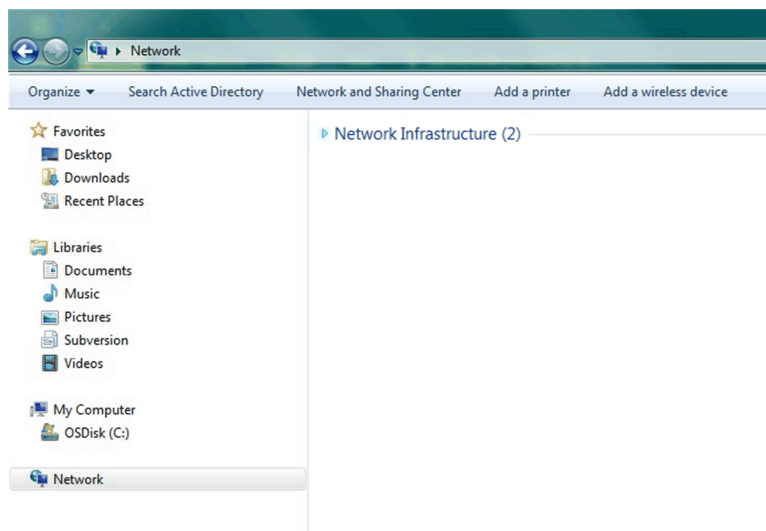 Network
Organize Search Active Directory Network and Sharing Center Add a printer Add a wireless device
Favorites
Desktop
Downloads
Recent Places
Libraries
Documents
Music
Pictures
Subversion
Videos
My Computer
OSDisk (C:)
Network
Network Infrastructure (2)